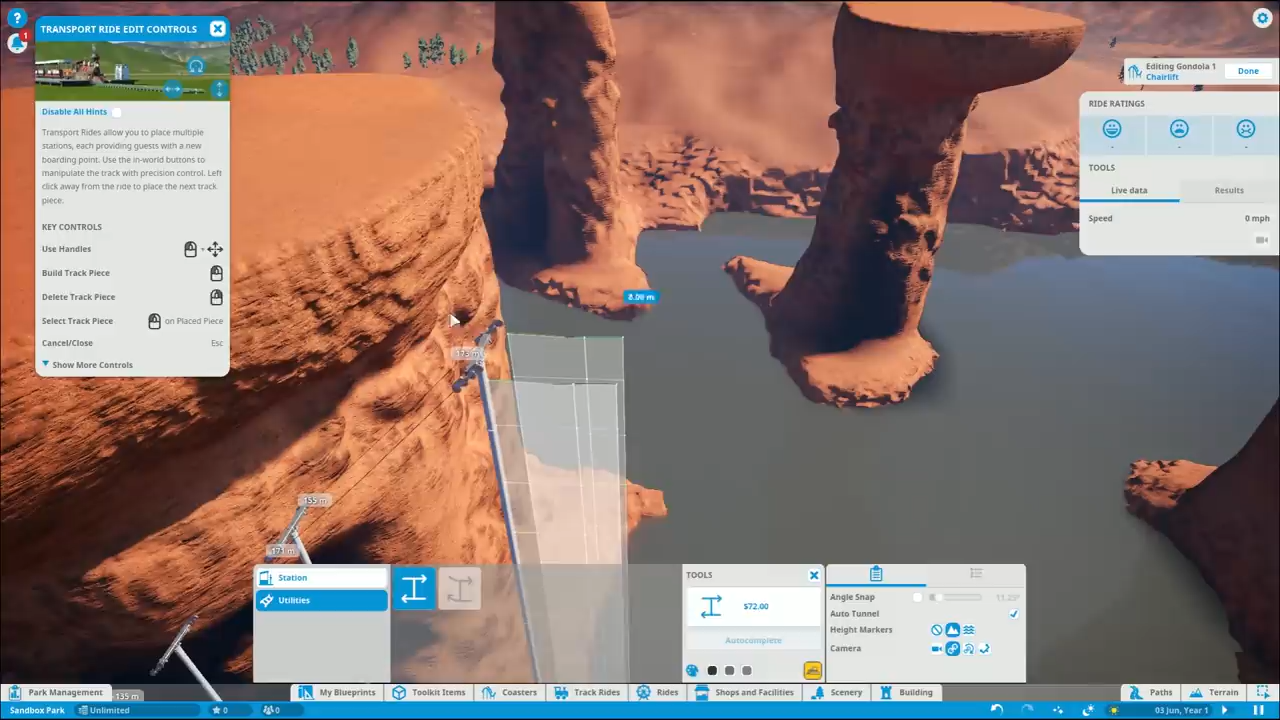 ?
1
TRANSPORT RIDE EDIT CONTROLS
Disable All Hints
Transport Rides allow you to place multiple
stations, each providing guests with a new
boarding point. Use the in-world buttons to
manipulate the track with precision control. Left
click away from the ride to place the next track
piece.
KEY CONTROLS
Use Handles
Build Track Piece
Delete Track Piece
Select Track Piece on Placed Piece
Cancel/Close Esc
Show More Controls
Editing Gondola 1
Chairlift
Done
RIDE RATINGS
- - -
TOOLS
Live data Results
Speed 0 mph
8.00 m
173 m
155 m
171 m
135 m
Station
Utilities
TOOLS
$72.00
Autocomplete
Angle Snap 11.25°
Auto Tunnel
Height Markers
Camera
Park Management My Blueprints Toolkit Items Coasters Track Rides Rides Shops and Facilities Scenery Building Paths Terrain
Sandbox Park Unlimited 0 0 03 Jun, Year 1